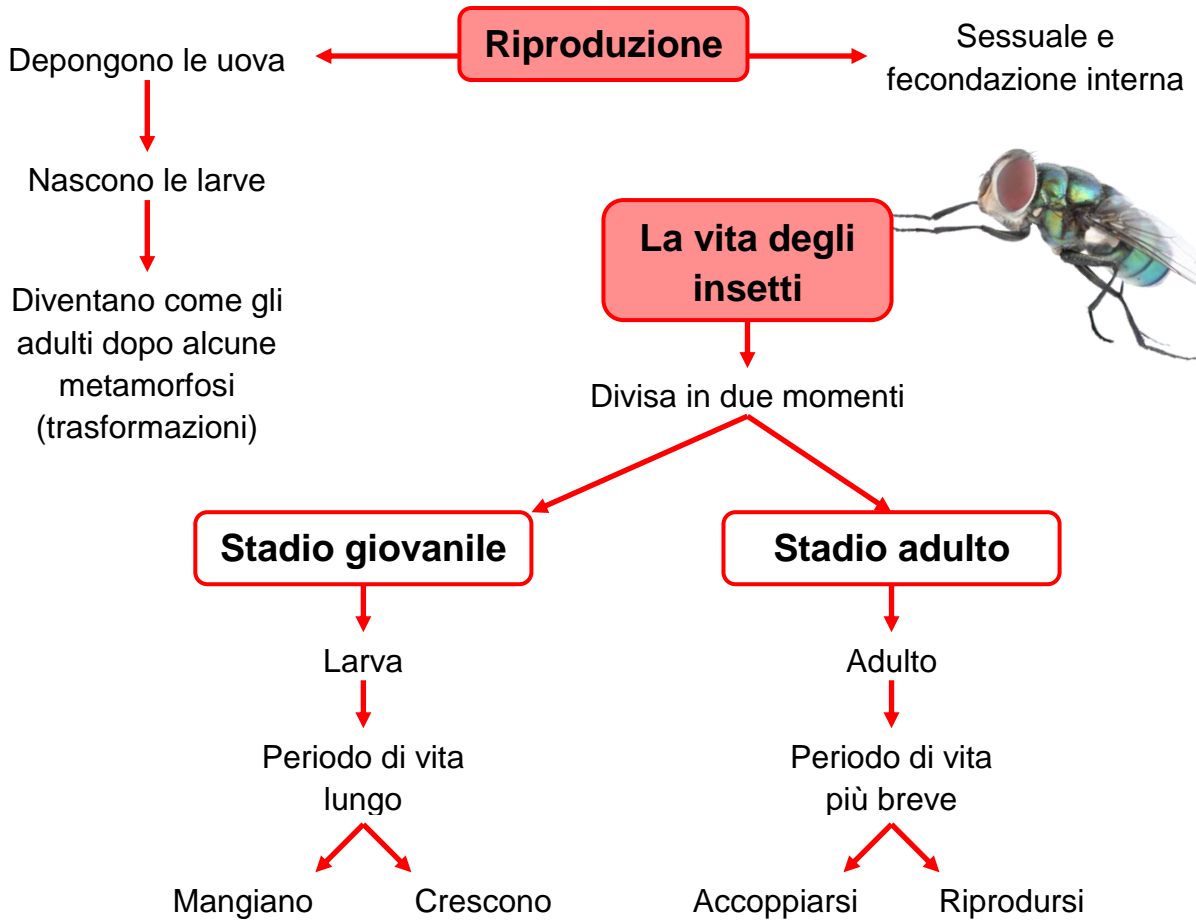 Riproduzione
Depongono le uova
Sessuale e
fecondazione interna
Nascono le larve
Diventano come gli
adulti dopo alcune
metamorfosi
(trasformazioni)
La vita degli
insetti
Divisa in due momenti
Stadio giovanile
Stadio adulto
Larva
Adulto
Periodo di vita
lungo
Periodo di vita
più breve
Mangiano
Crescono
Accoppiarsi
Riprodursi